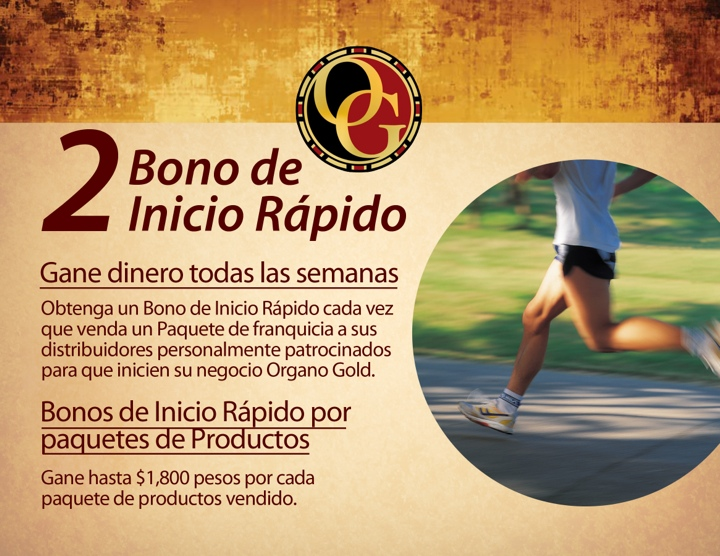 OG
2 Bono de
Inicio Rápido
Gane dinero todas las semanas
Obtenga un Bono de Inicio Rápido cada vez
que venda un Paquete de franquicia a sus
distribuidores personalmente patrocinados
para que inicien su negocio Organo Gold.
Bonos de Inicio Rápido por
paquetes de Productos
Gane hasta $1,800 pesos por cada
paquete de productos vendido.